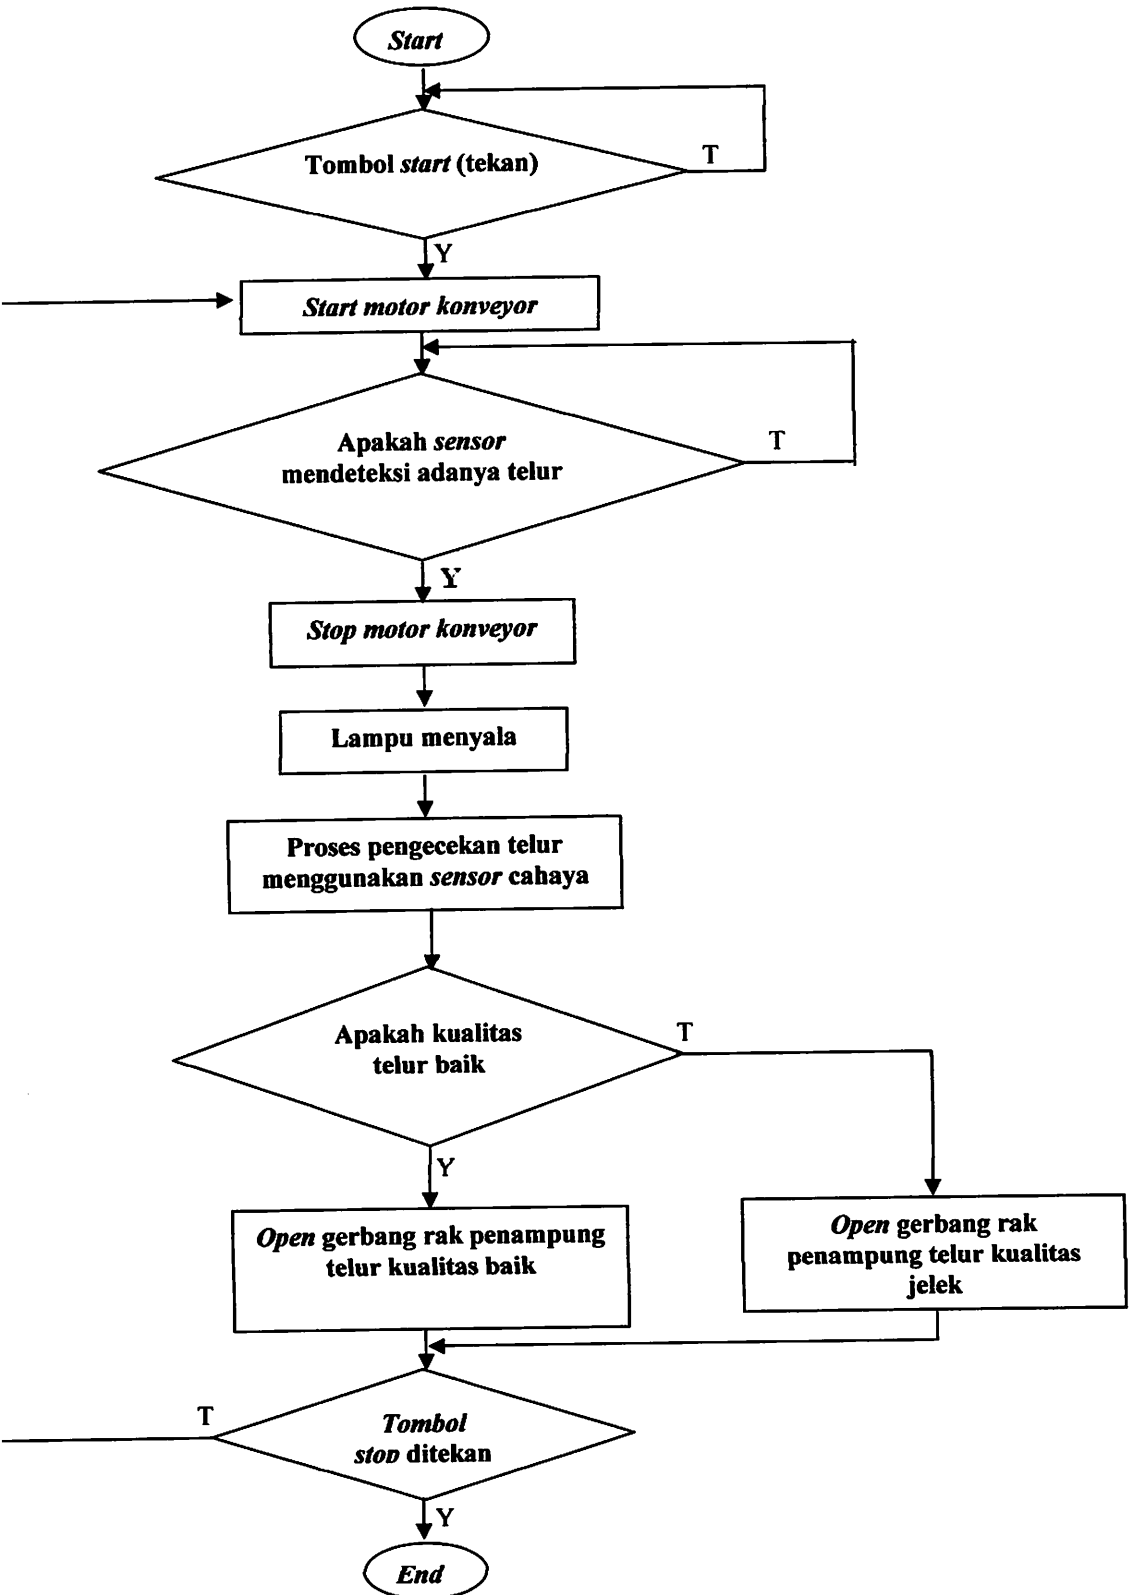 Start
Tombol start (tekan)
T
Y
Start motor konveyor
Apakah sensor
mendeteksi adanya telur
T
Y
Stop motor konveyor
Lampu menyala
Proses pengecekan telur
menggunakan sensor cahaya
Apakah kualitas
telur baik
T
Y
Open gerbang rak penampung
telur kualitas baik
Open gerbang rak
penampung telur kualitas
jelek
T
Tombol
stop ditekan
Y
End